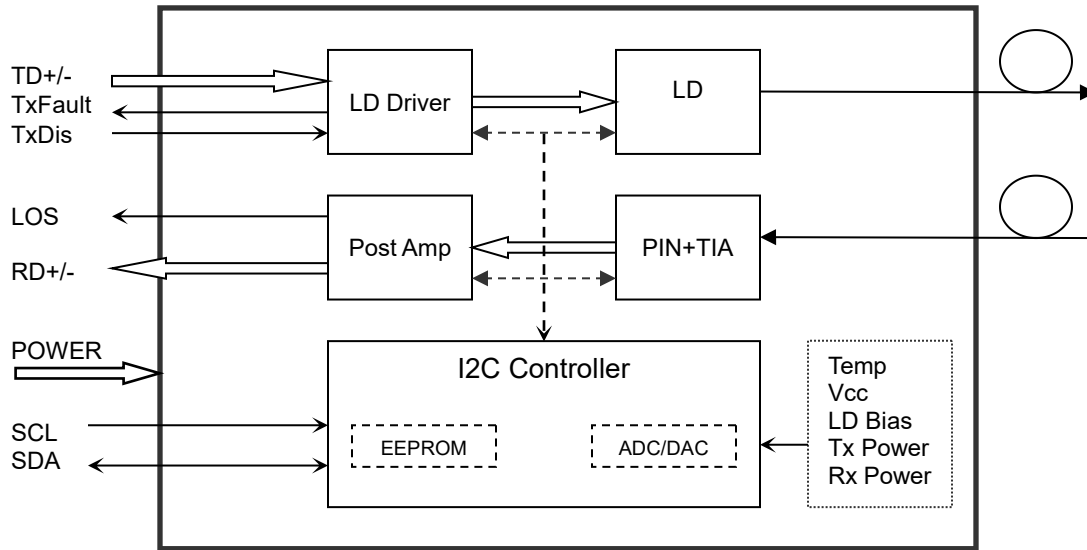 TD+/-
TxFault
TxDis
LD Driver
LD
LOS
RD+/-
Post Amp
PIN+TIA
POWER
SCL
SDA
I2C Controller
EEPROM
ADC/DAC
Temp
Vcc
LD Bias
Tx Power
Rx Power